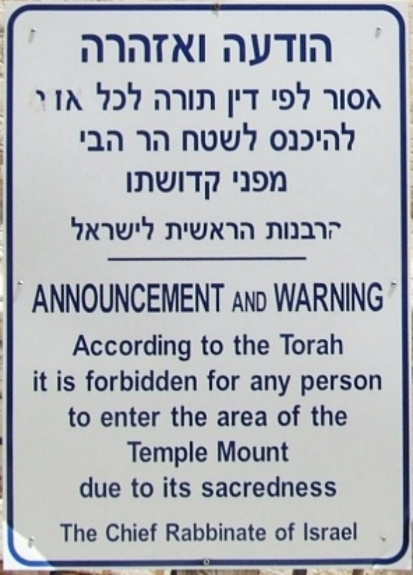 הודעה ואזהרה
אסור לפי דין תורה לכל
להיכנס לשטח הר הבי
מפני קדושתו
הרבנות הראשית לישראל
ANNOUNCEMENT AND WARNING
According to the Torah
it is forbidden for any person
to enter the area of the
Temple Mount
due to its sacredness
The Chief Rabbinate of Israel